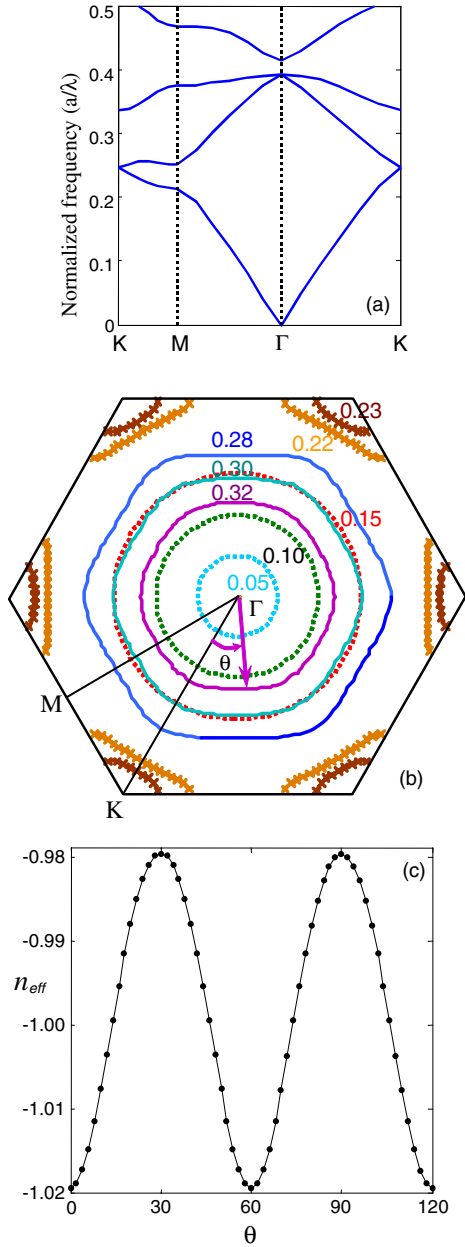 0.5
0.4
0.3
0.2
0.1
0
Normalized frequency (a/λ)
(a)
K M Γ K
0.23
0.28
0.22
0.30
0.32
0.15
0.10
0.05
Γ
θ
M
K
(b)
(c)
-0.98
-0.99
-1.00
-1.01
-1.02
neff
0 30 60 90 120
θ